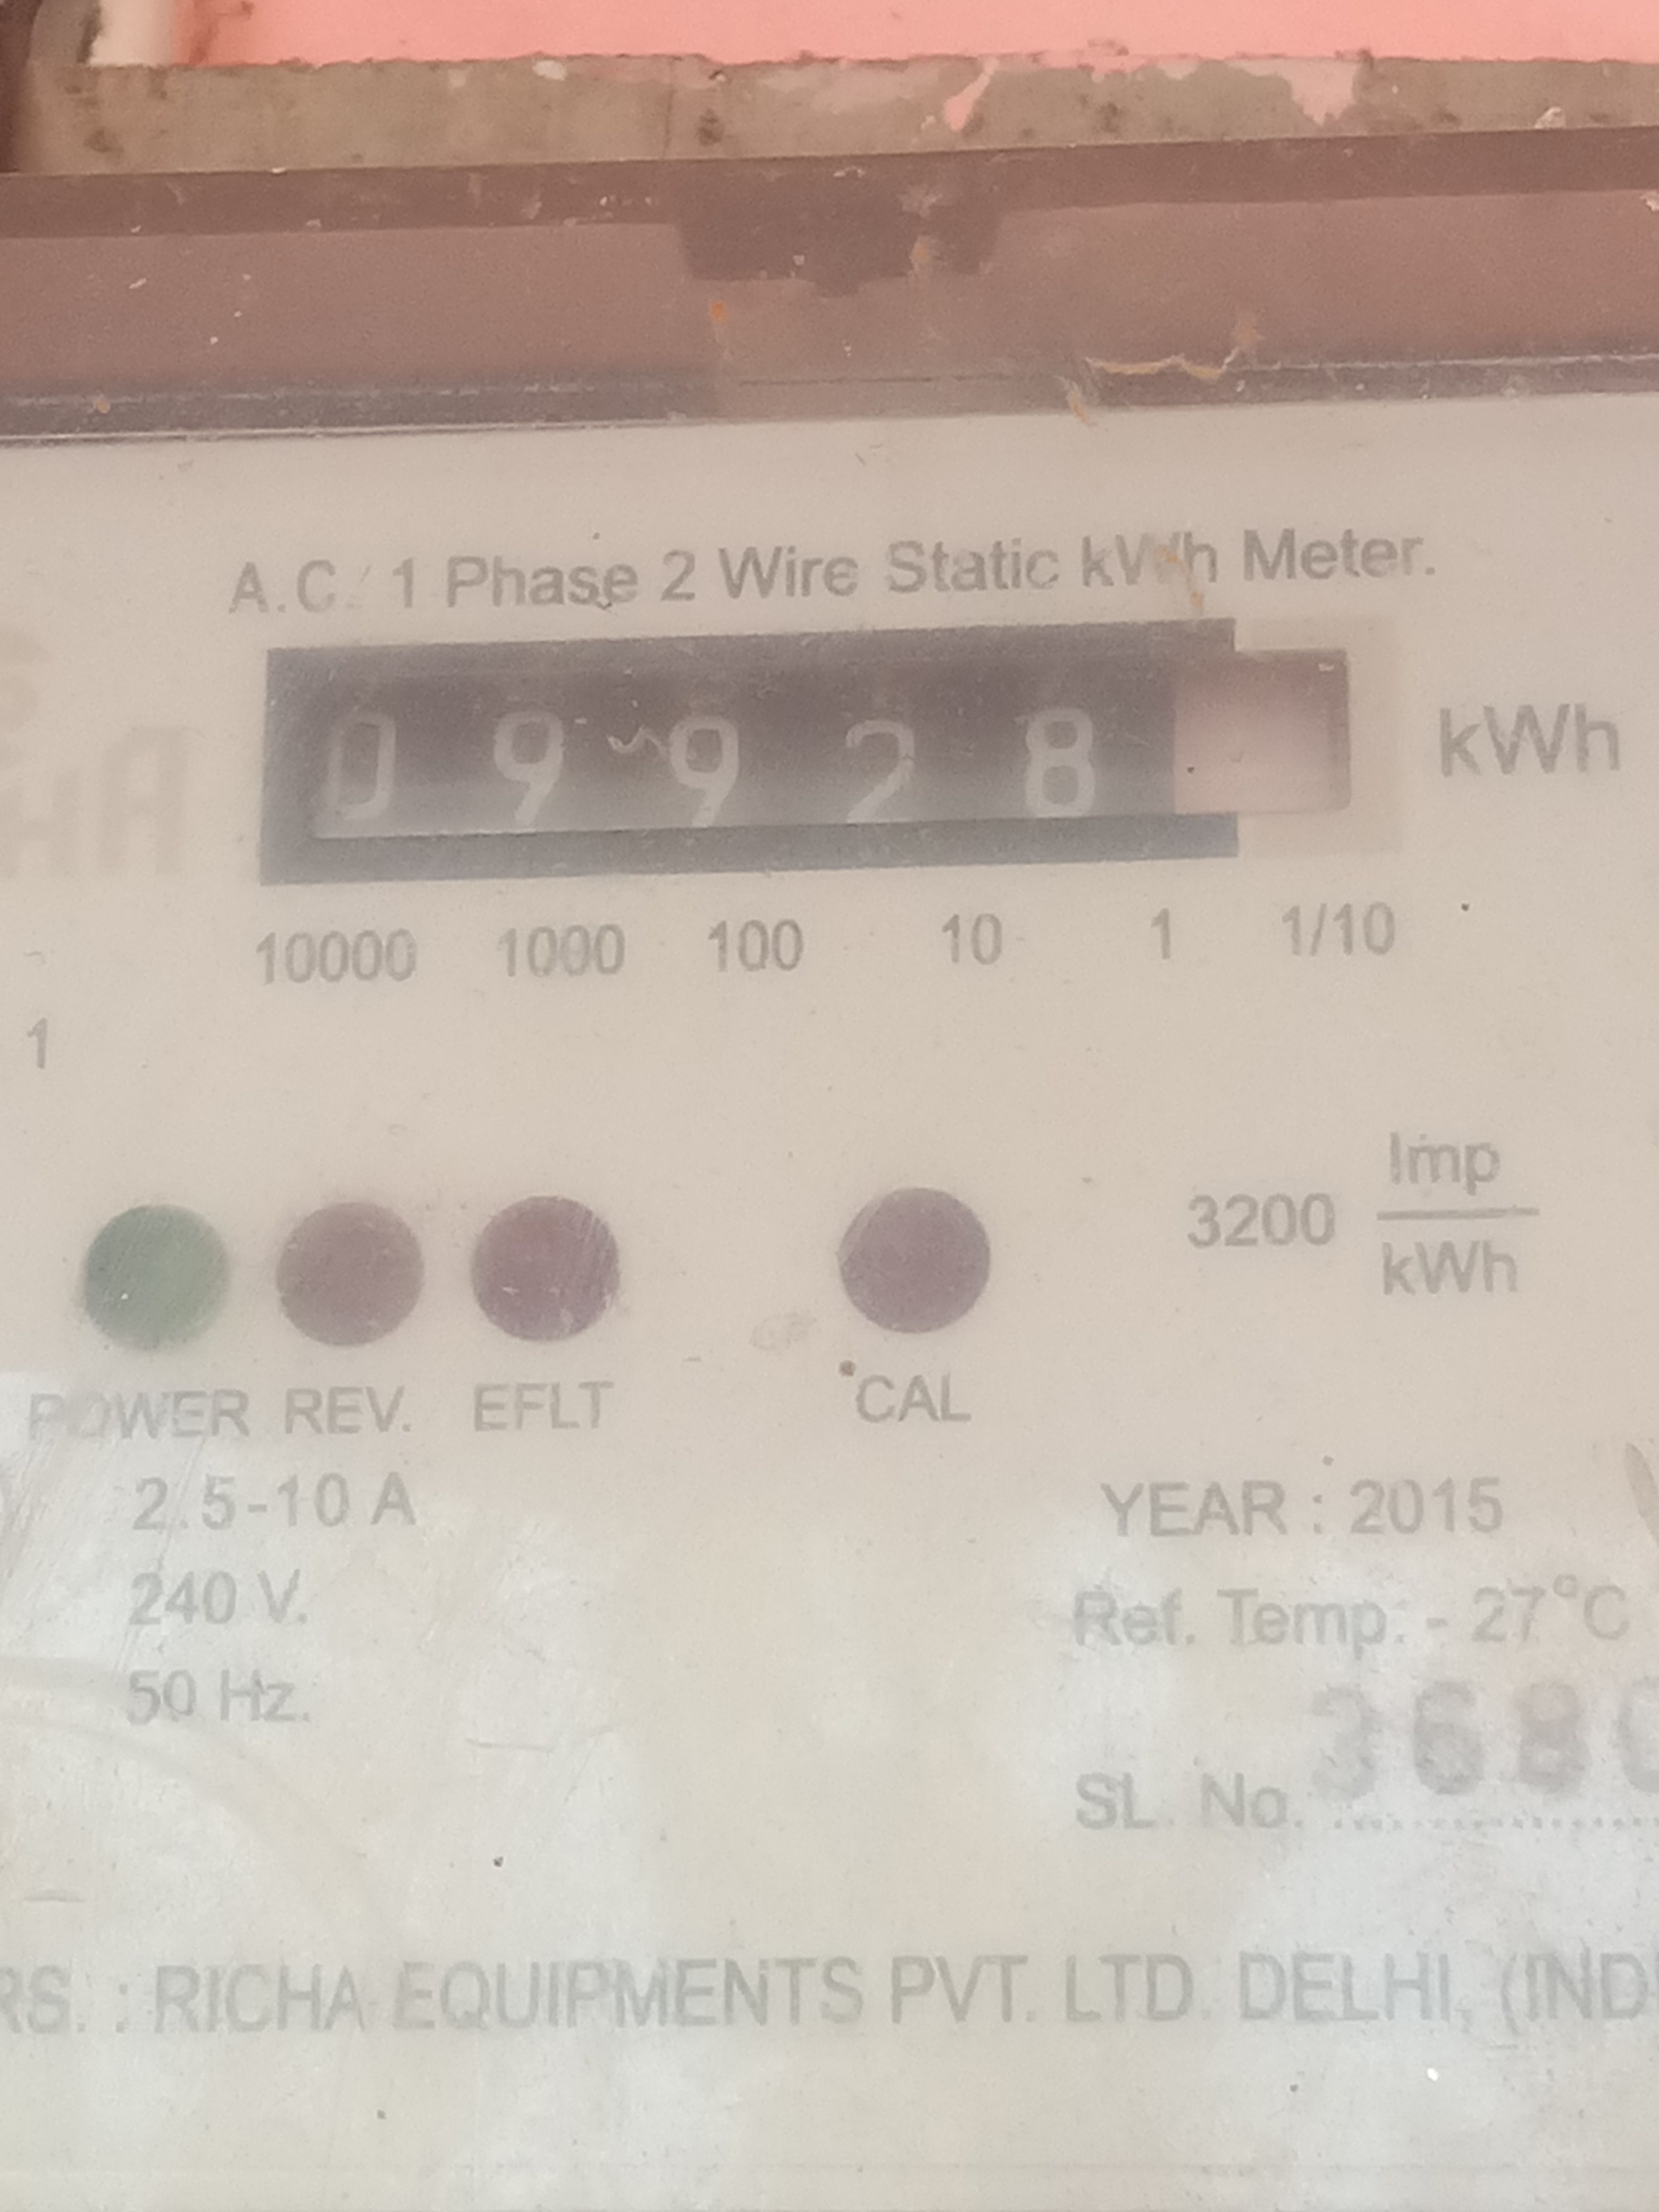 A.C. 1 Phase 2 Wire Static kWh Meter.
0 9 9 2 8 kWh
10000 1000 100 10 1 1/10
1
3200 Imp
kWh
POWER REV. EFLT CAL
2.5-10 A
YEAR : 2015
240 V.
Ref. Temp. - 27°C
50 Hz.
SL. No. 368
RS. : RICHA EQUIPMENTS PVT. LTD. DELHI, (IND